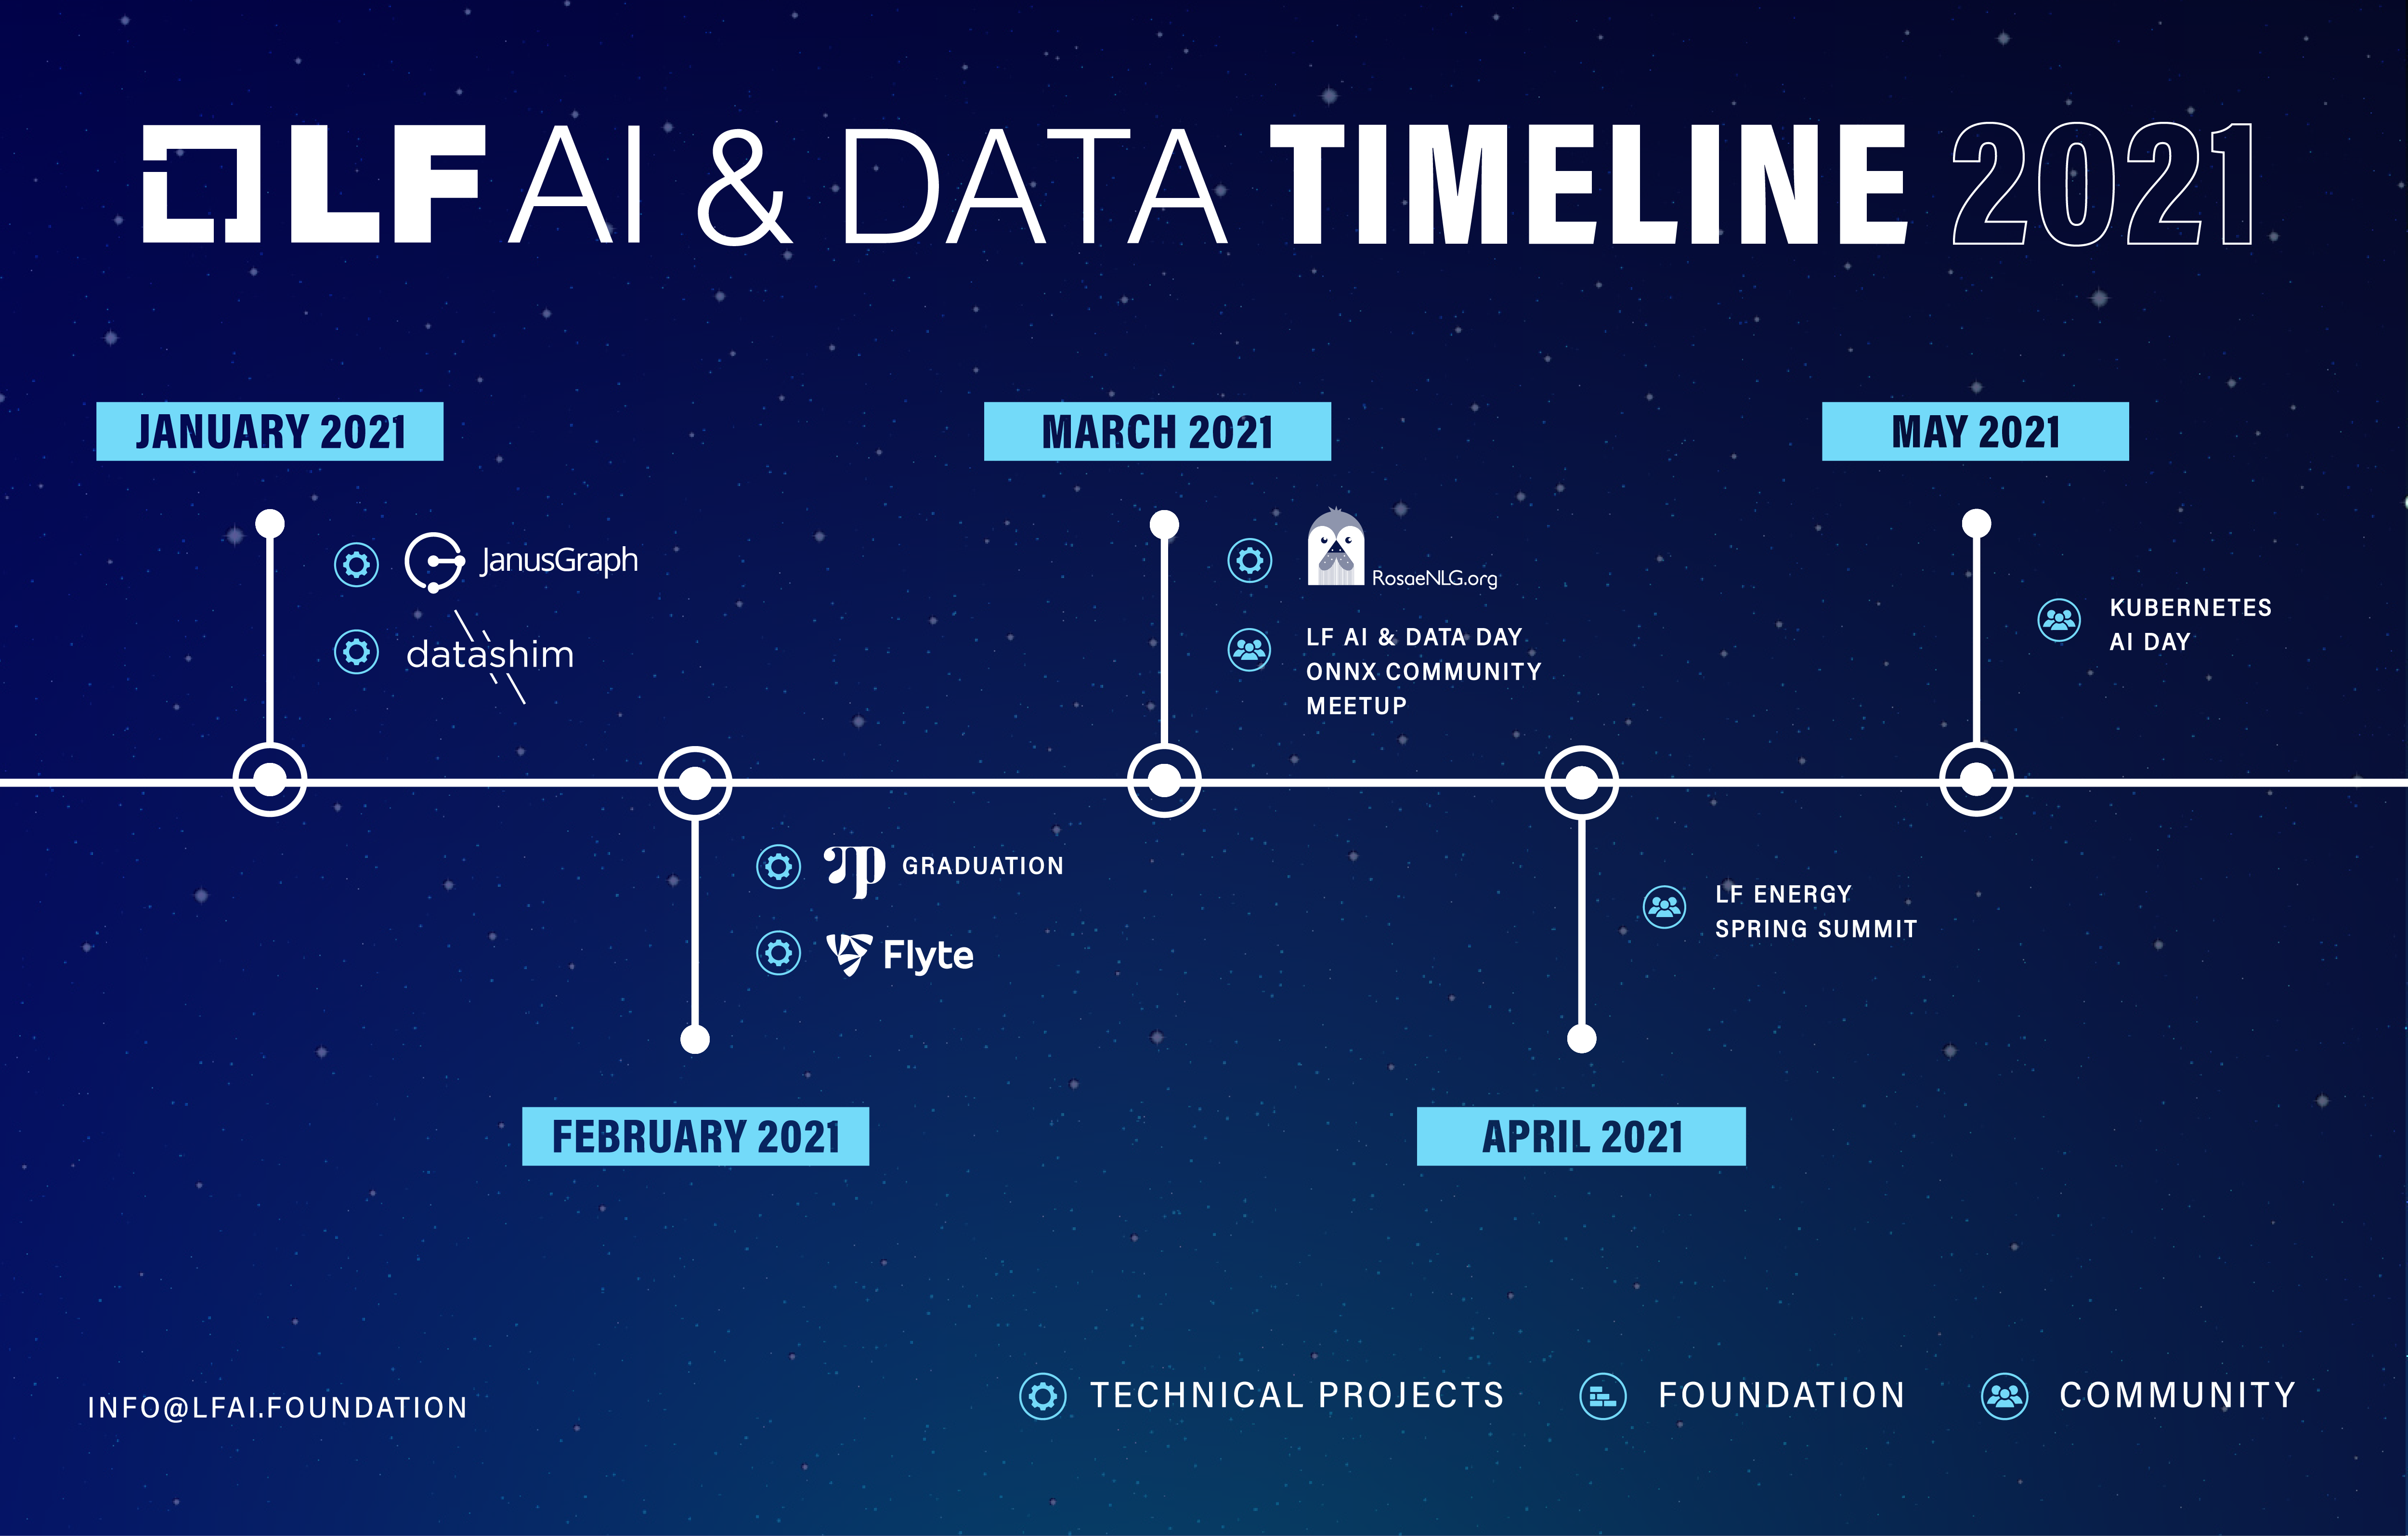 LF AI & DATA TIMELINE 2021
JANUARY 2021
JanusGraph
datashim
FEBRUARY 2021
GRADUATION
Flyte
MARCH 2021
RosaeNLG.org
LF AI & DATA DAY
ONNX COMMUNITY
MEETUP
APRIL 2021
LF ENERGY
SPRING SUMMIT
MAY 2021
KUBERNETES
AI DAY
INFO@LFAI.FOUNDATION
TECHNICAL PROJECTS
FOUNDATION
COMMUNITY